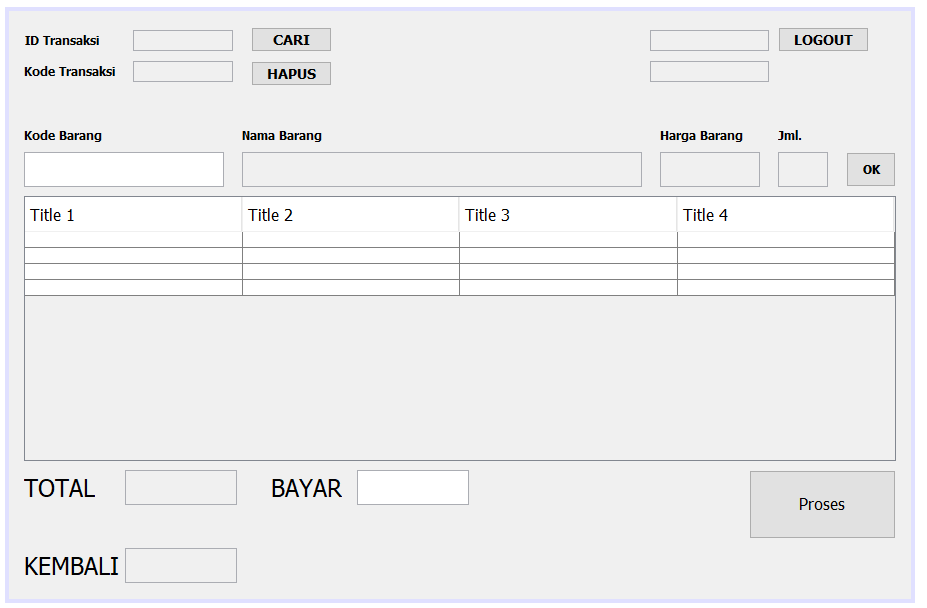 ID Transaksi CARI LOGOUT
Kode Transaksi HAPUS
Kode Barang Nama Barang Harga Barang Jml.
OK
Title 1 Title 2 Title 3 Title 4
TOTAL BAYAR
Proses
KEMBALI